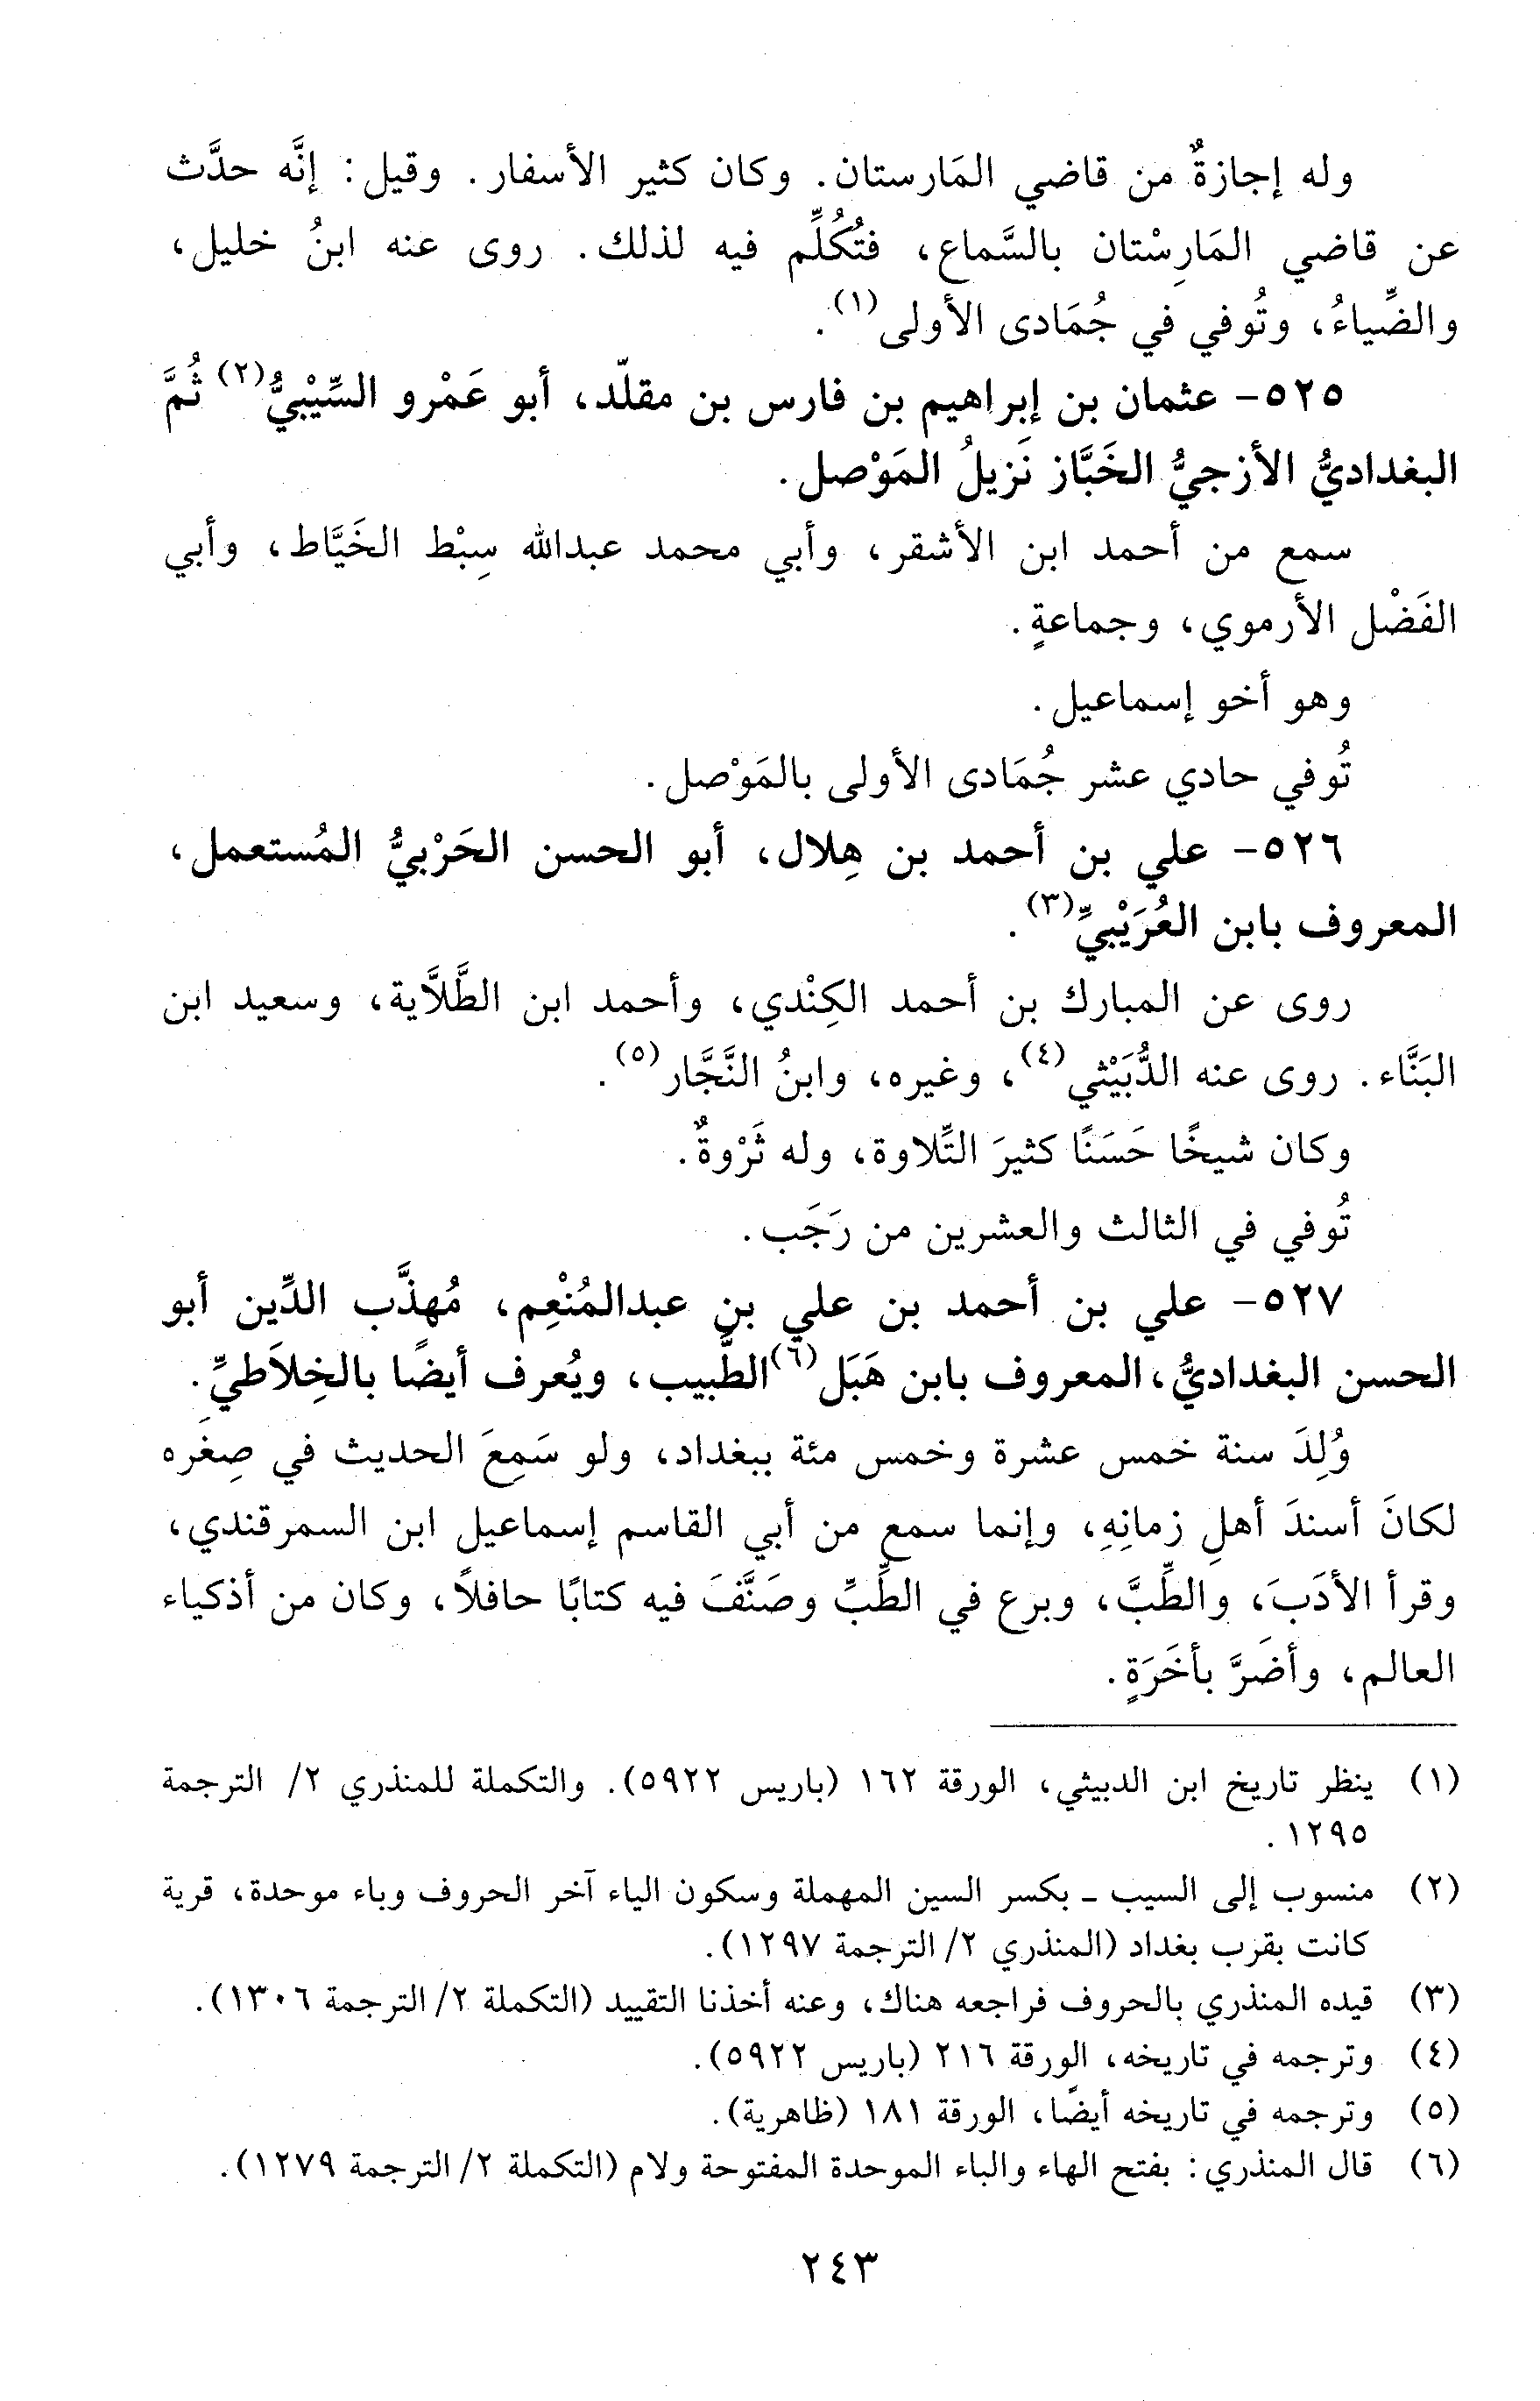 وله إجازةٌ من قاضي المَارستان. وكان كثير الأسفار. وقيل: إنَّه حدَّث
عن قاضي المَارِسْتان بالسَّماع، فتُكُلِّم فيه لذلك. روى عنه ابنُ خليل،
والضِّياءُ، وتُوفي في جُمَادى الأولى(١).
٥٢٥- عثمان بن إبراهيم بن فارس بن مقلّد، أبو عَمْرو السِّيْبيُّ(٢) ثُمَّ
البغداديُّ الأزجيُّ الخَبَّاز نَزيلُ المَوْصل.
سمع من أحمد ابن الأشقر، وأبي محمد عبدالله سِبْط الخَيَّاط، وأبي
الفَضْل الأرموي، وجماعةٍ.
وهو أخو إسماعيل.
تُوفي حادي عشر جُمَادى الأولى بالمَوْصل.
٥٢٦- علي بن أحمد بن هِلال، أبو الحسن الحَرْبيُّ المُستعمل،
المعروف بابن العُرَيْبيِّ(٣).
روى عن المبارك بن أحمد الكِنْدي، وأحمد ابن الطَّلَّاية، وسعيد ابن
البَنَّاء. روى عنه الدُّبَيْثي(٤)، وغيره، وابنُ النَّجَّار(٥).
وكان شيخًا حَسَنًا كثيرَ التِّلاوة، وله ثَرْوةٌ.
تُوفي في الثالث والعشرين من رَجَب.
٥٢٧- علي بن أحمد بن علي بن عبدالمُنْعِم، مُهذَّب الدِّين أبو
الحسن البغداديُّ، المعروف بابن هَبَل(٦) الطَّبيب، ويُعرف أيضًا بالخِلاَطيِّ.
وُلِدَ سنة خمس عشرة وخمس مئة ببغداد، ولو سَمِعَ الحديث في صِغَره
لكانَ أسندَ أهلِ زمانِهِ، وإنما سمع من أبي القاسم إسماعيل ابن السمرقندي،
وقرأ الأدَبَ، والطِّبَّ، وبرع في الطِّبِّ وصَنَّفَ فيه كتابًا حافلاً، وكان من أذكياء
العالم، وأضَرَّ بأخَرَةٍ.
(١) ينظر تاريخ ابن الدبيثي، الورقة ١٦٢ (باريس ٥٩٢٢). والتكملة للمنذري ٢/ الترجمة
١٢٩٥.
(٢) منسوب إلى السيب ـ بكسر السين المهملة وسكون الياء آخر الحروف وباء موحدة، قرية
كانت بقرب بغداد (المنذري ٢/ الترجمة ١٢٩٧).
(٣) قيده المنذري بالحروف فراجعه هناك، وعنه أخذنا التقييد (التكملة ٢/ الترجمة ١٣٠٦).
(٤) وترجمه في تاريخه، الورقة ٢١٦ (باريس ٥٩٢٢).
(٥) وترجمه في تاريخه أيضًا، الورقة ١٨١ (ظاهرية).
(٦) قال المنذري: بفتح الهاء والباء الموحدة المفتوحة ولام (التكملة ٢/ الترجمة ١٢٧٩).
٢٤٣